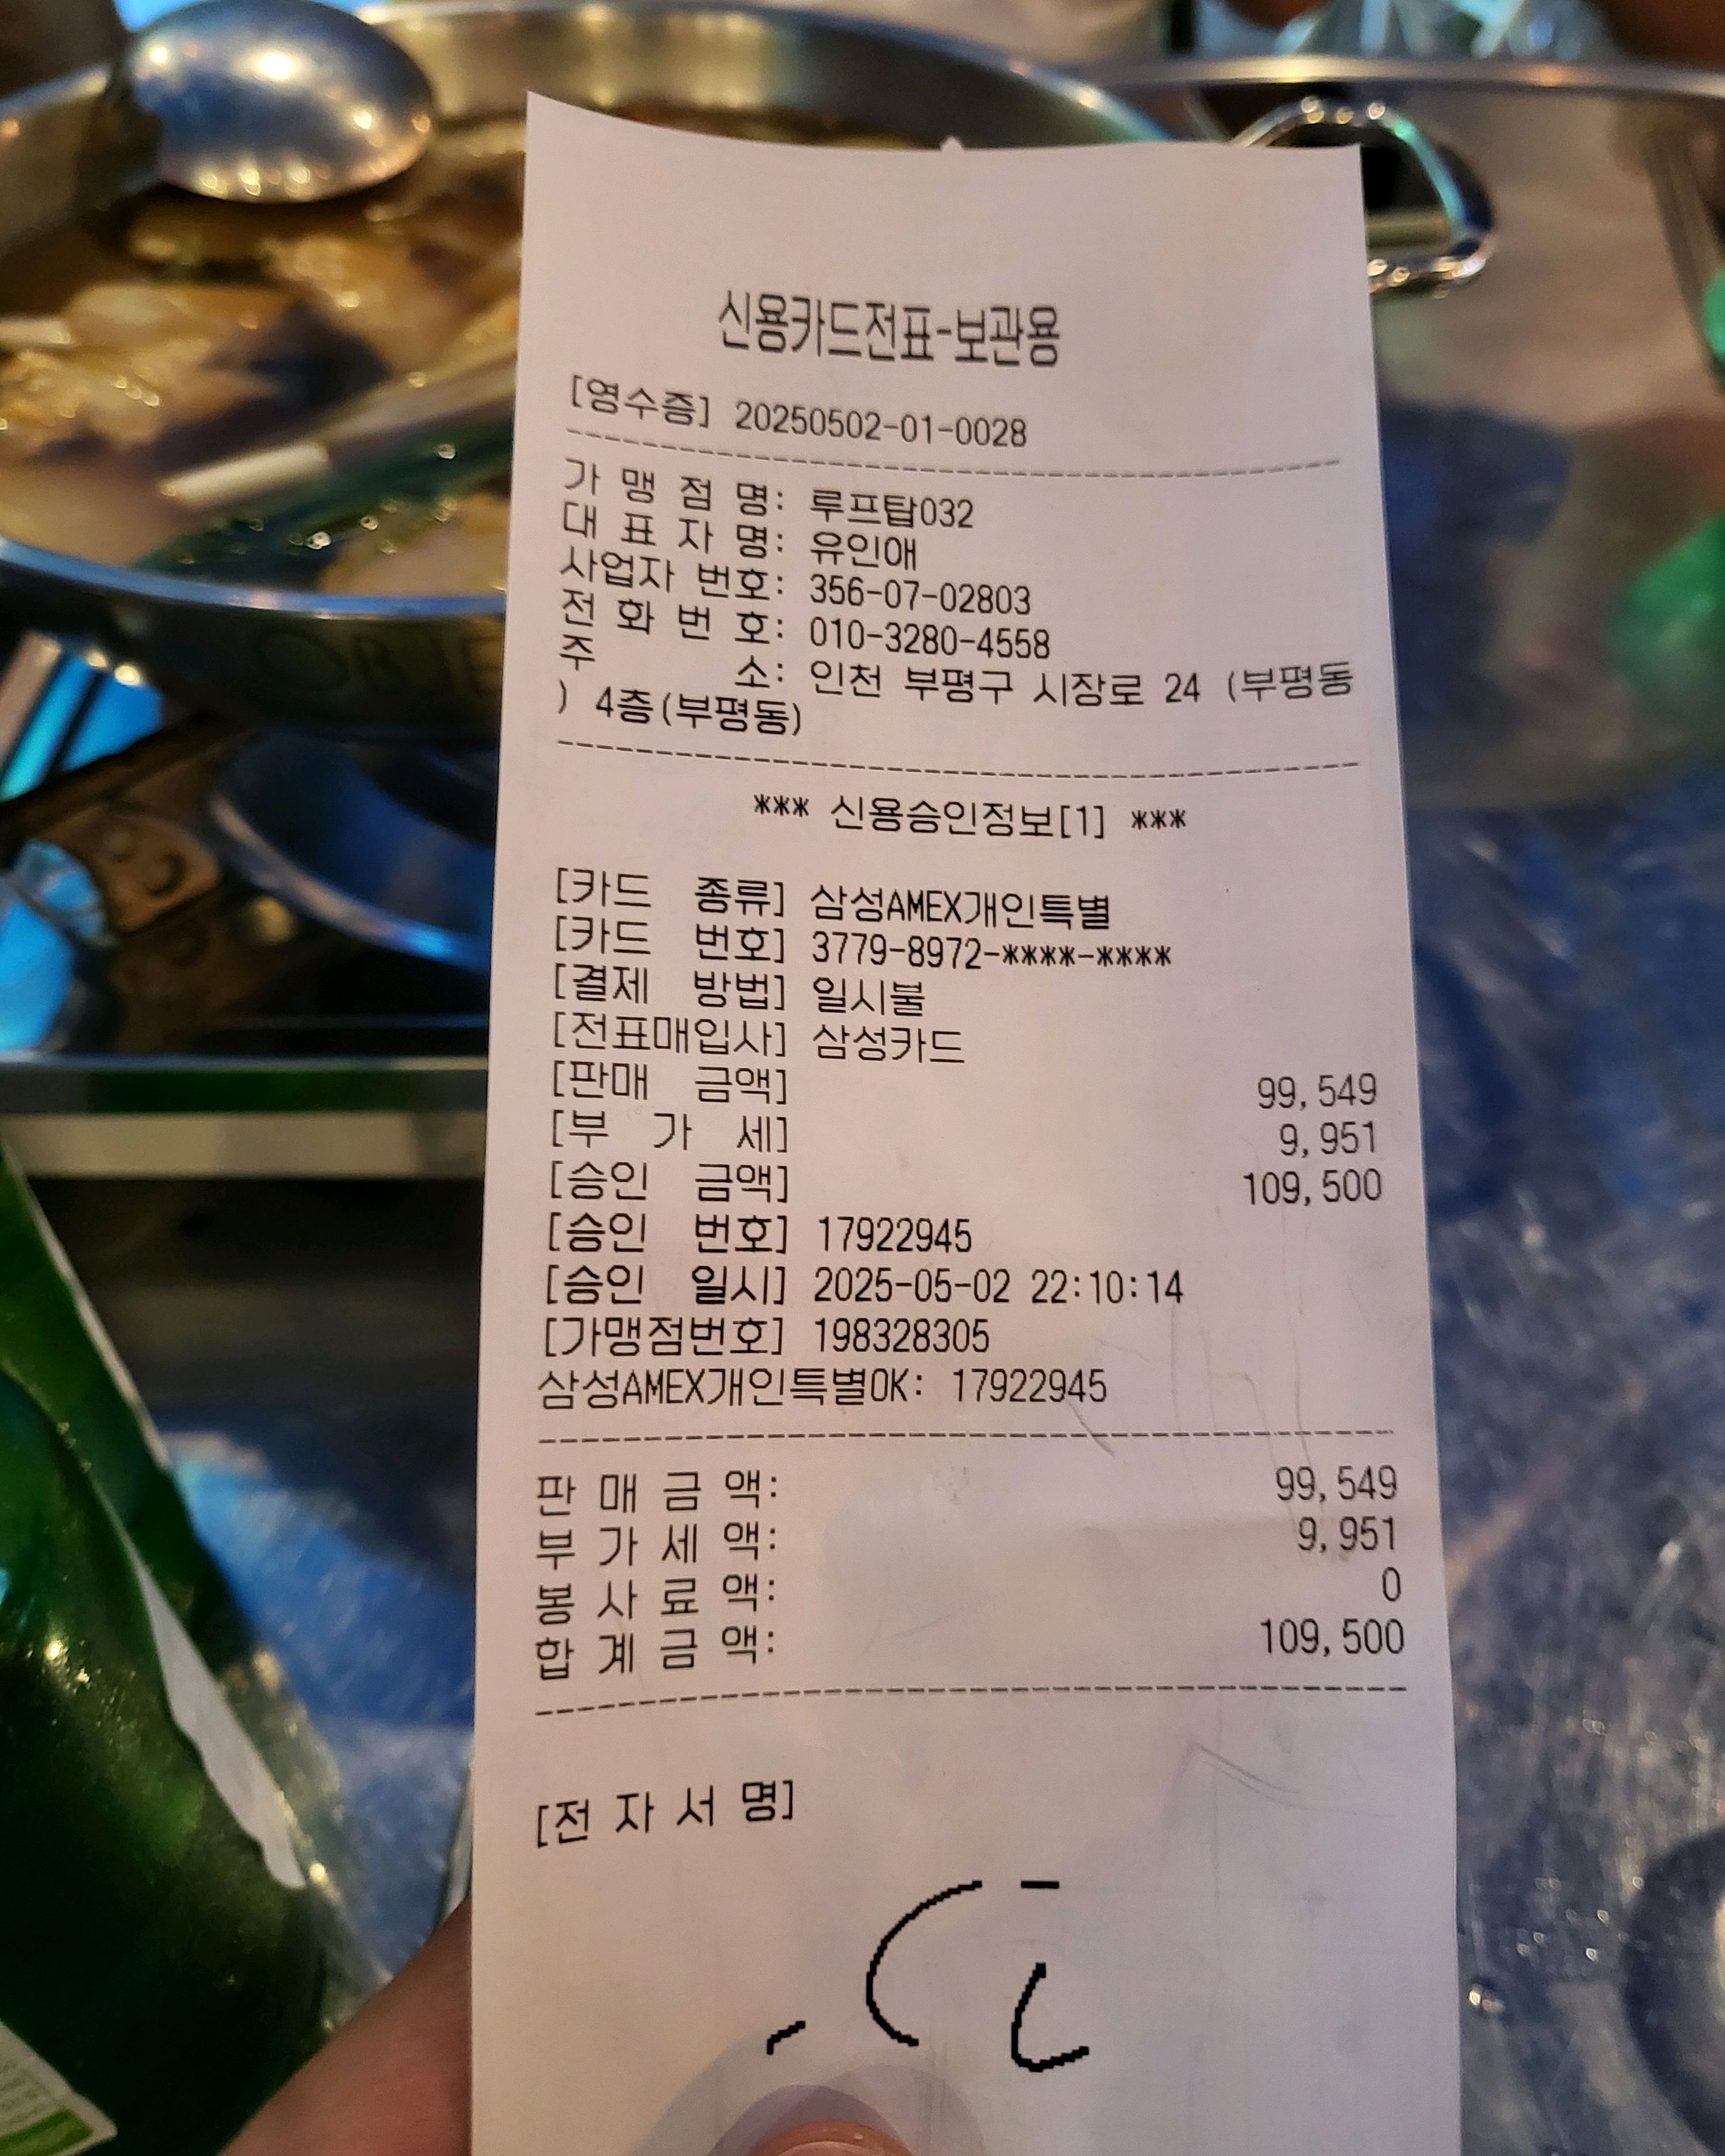 신용카드전표-보관용
[영수증] 20250502-01-0028
가 맹 점 명: 루프탑032
대 표 자 명: 유인애
사업자 번호: 356-07-02803
전 화 번 호: 010-3280-4558
주 소: 인천 부평구 시장로 24 (부평동
) 4층(부평동)
*** 신용승인정보[1] ***
[카드 종류] 삼성AMEX개인특별
[카드 번호] 3779-8972-****-****
[결제 방법] 일시불
[전표매입사] 삼성카드
[판매 금액] 99,549
[부 가 세] 9,951
[승인 금액] 109,500
[승인 번호] 17922945
[승인 일시] 2025-05-02 22:10:14
[가맹점번호] 198328305
삼성AMEX개인특별OK: 17922945
판 매 금 액: 99,549
부 가 세 액: 9,951
봉 사 료 액: 0
합 계 금 액: 109,500
[전 자 서 명]